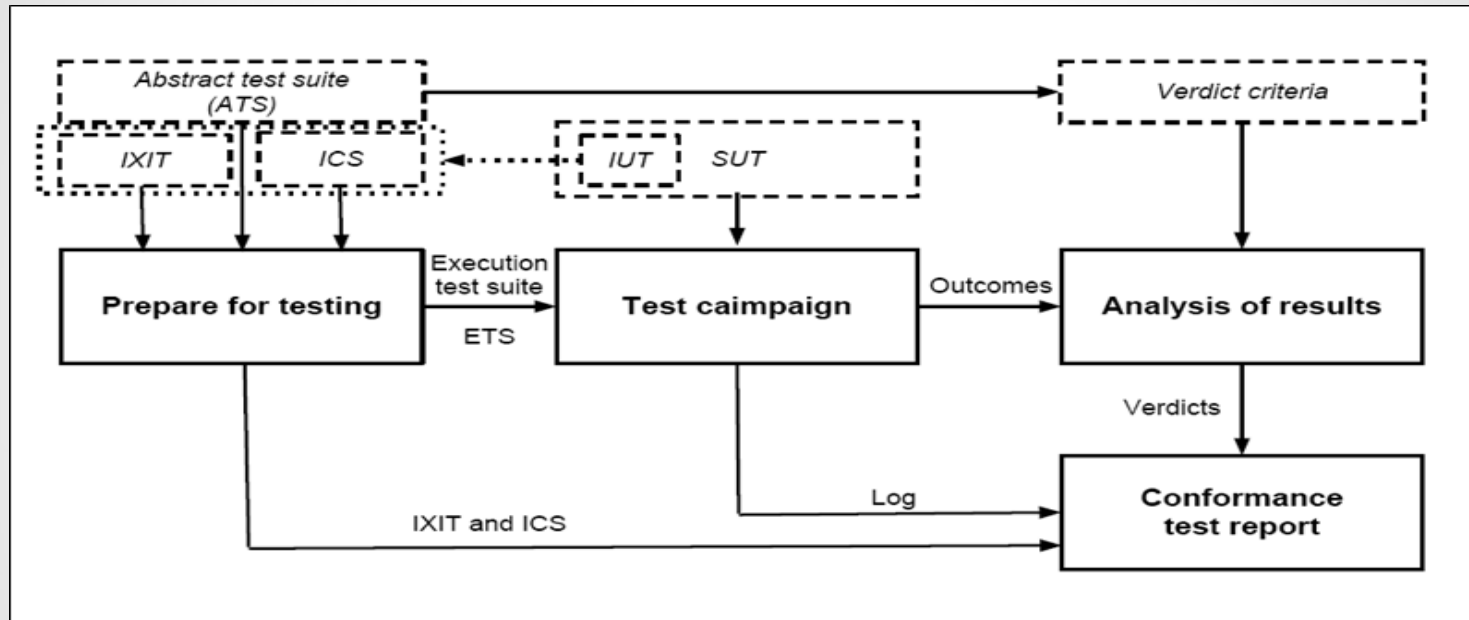 Abstract test suite
(ATS)
Verdict criteria
IXIT
ICS
IUT
SUT
Prepare for testing
Execution
test suite
ETS
Test caimpaign
Outcomes
Analysis of results
Verdicts
Log
IXIT and ICS
Conformance
test report